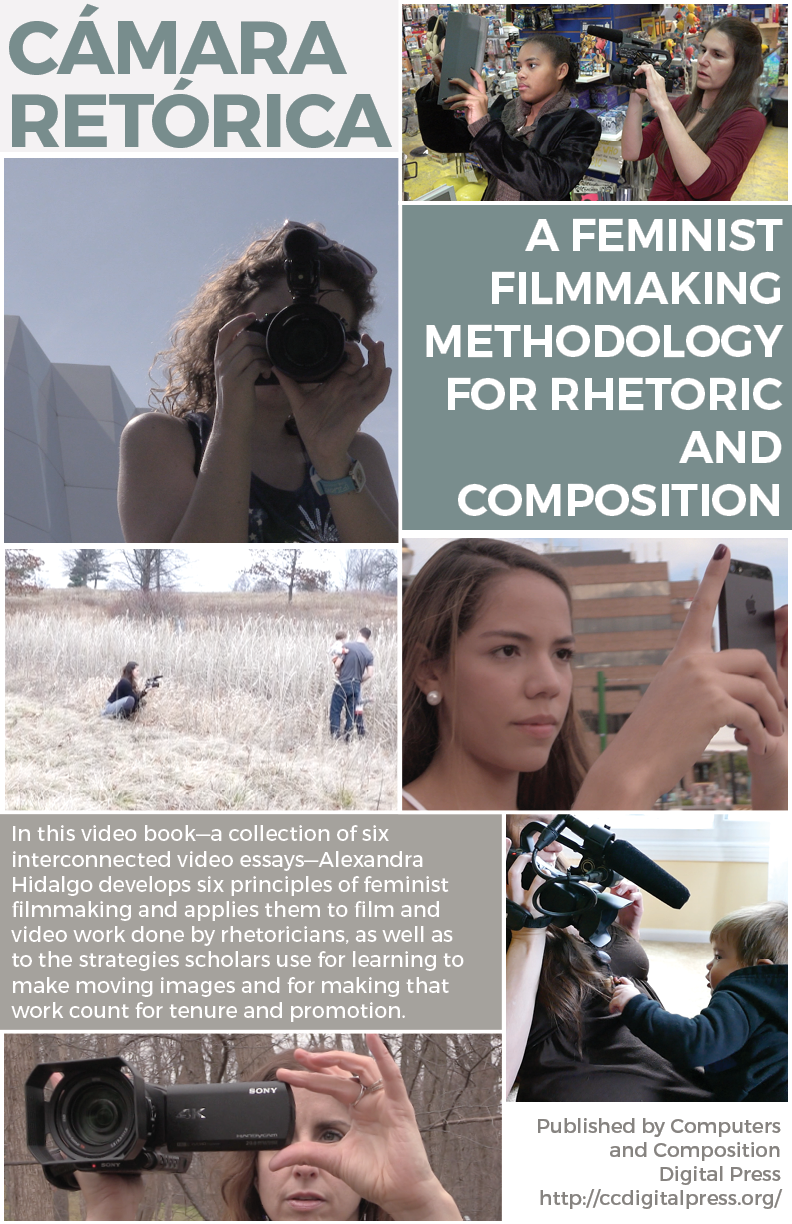 CÁMARA
RETÓRICA
A FEMINIST
FILMMAKING
METHODOLOGY
FOR RHETORIC
AND
COMPOSITION
In this video book—a collection of six
interconnected video essays—Alexandra
Hidalgo develops six principles of feminist
filmmaking and applies them to film and
video work done by rhetoricians, as well as
to the strategies scholars use for learning to
make moving images and for making that
work count for tenure and promotion.
SONY
4K
HANDYCAM
SONY
Published by Computers
and Composition
Digital Press
http://ccdigitalpress.org/